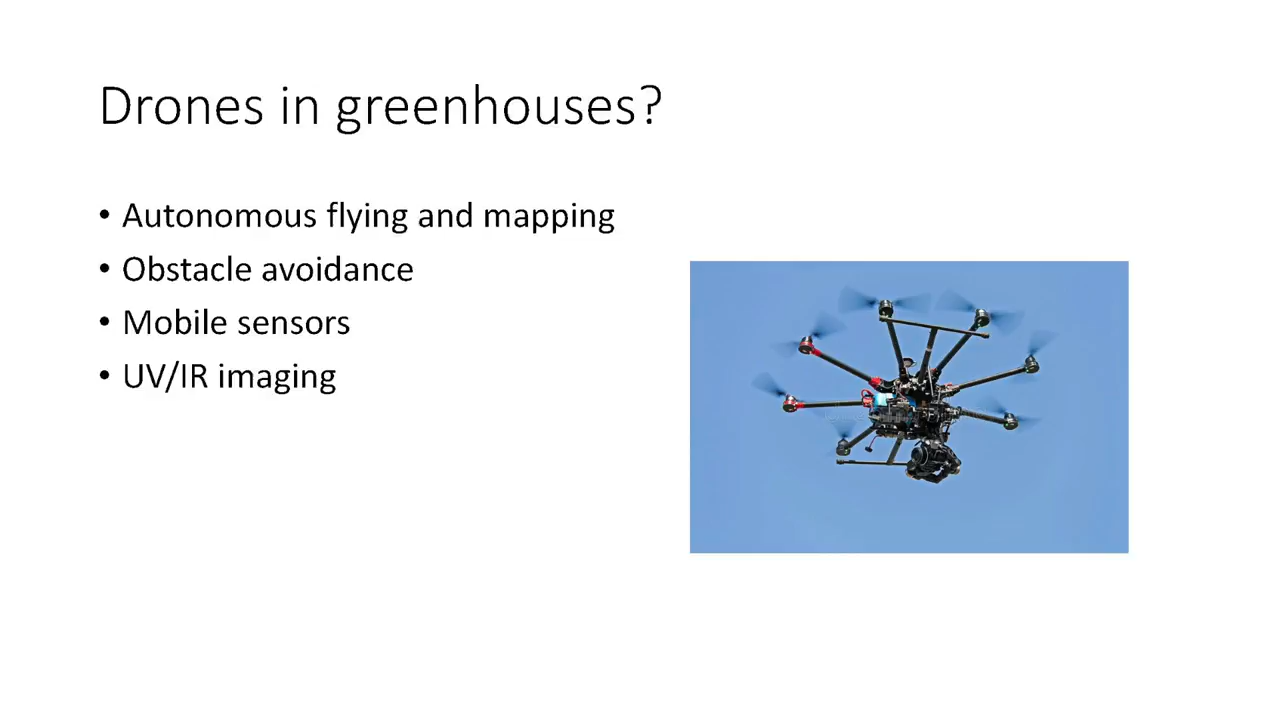 Drones in greenhouses?
• Autonomous flying and mapping
• Obstacle avoidance
• Mobile sensors
• UV/IR imaging